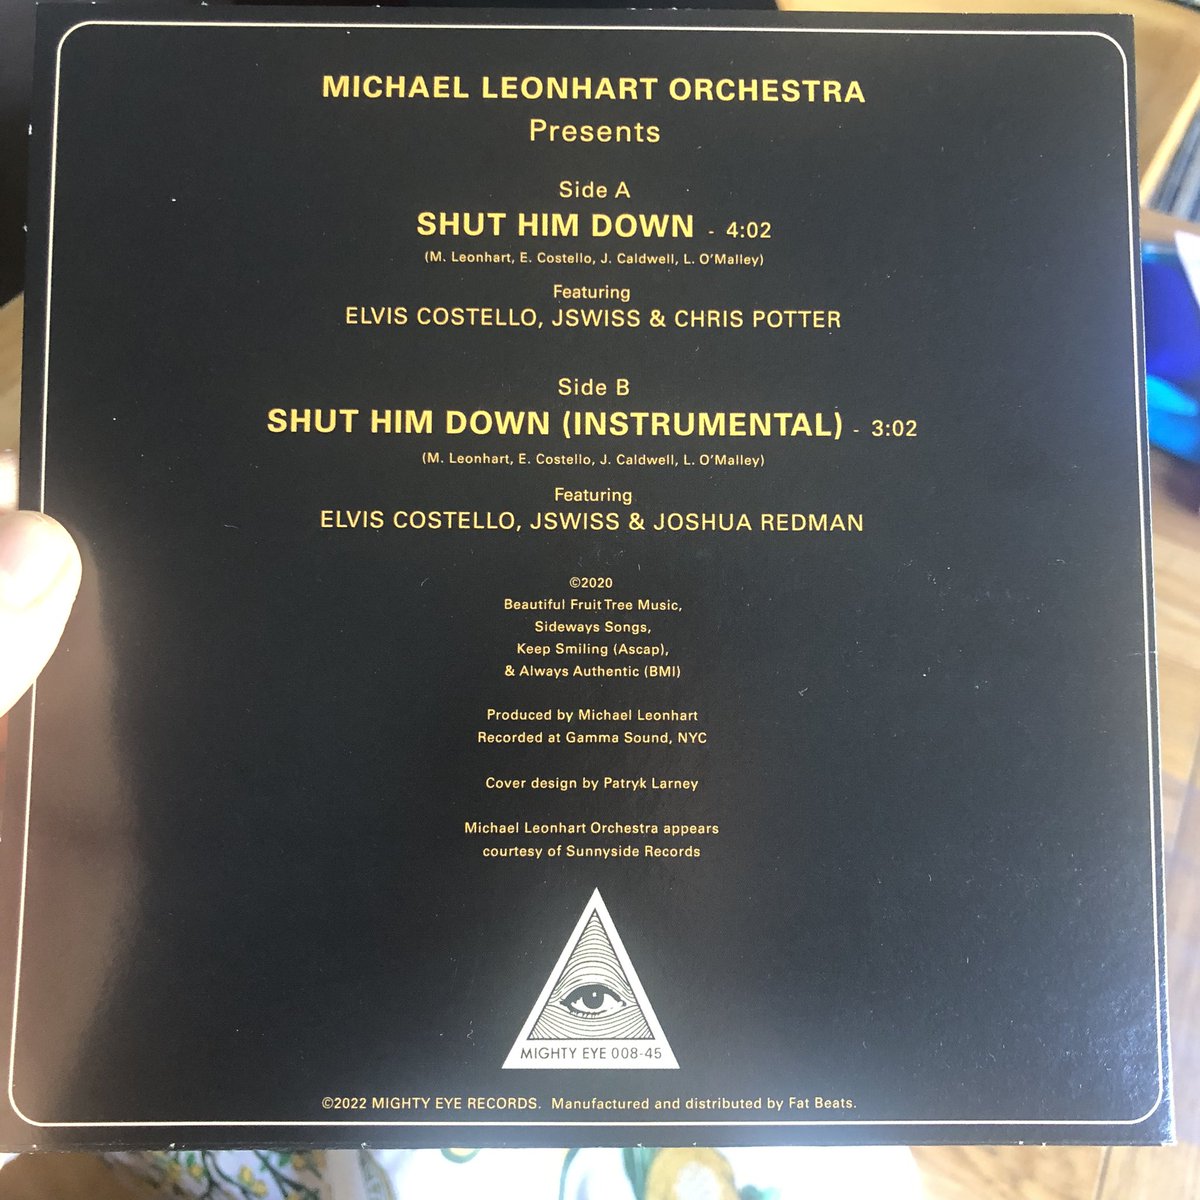 MICHAEL LEONHART ORCHESTRA
Presents
Side A
SHUT HIM DOWN - 4:02
(M. Leonhart, E. Costello, J. Caldwell, L. O'Malley)
Featuring
ELVIS COSTELLO, JSWISS & CHRIS POTTER
Side B
SHUT HIM DOWN (INSTRUMENTAL) - 3:02
(M. Leonhart, E. Costello, J. Caldwell, L. O'Malley)
Featuring
ELVIS COSTELLO, JSWISS & JOSHUA REDMAN
©2020
Beautiful Fruit Tree Music,
Sideways Songs,
Keep Smiling (Ascap),
& Always Authentic (BMI)
Produced by Michael Leonhart
Recorded at Gamma Sound, NYC
Cover design by Patryk Larney
Michael Leonhart Orchestra appears
courtesy of Sunnyside Records
MIGHTY EYE 008-45
©2022 MIGHTY EYE RECORDS. Manufactured and distributed by Fat Beats.